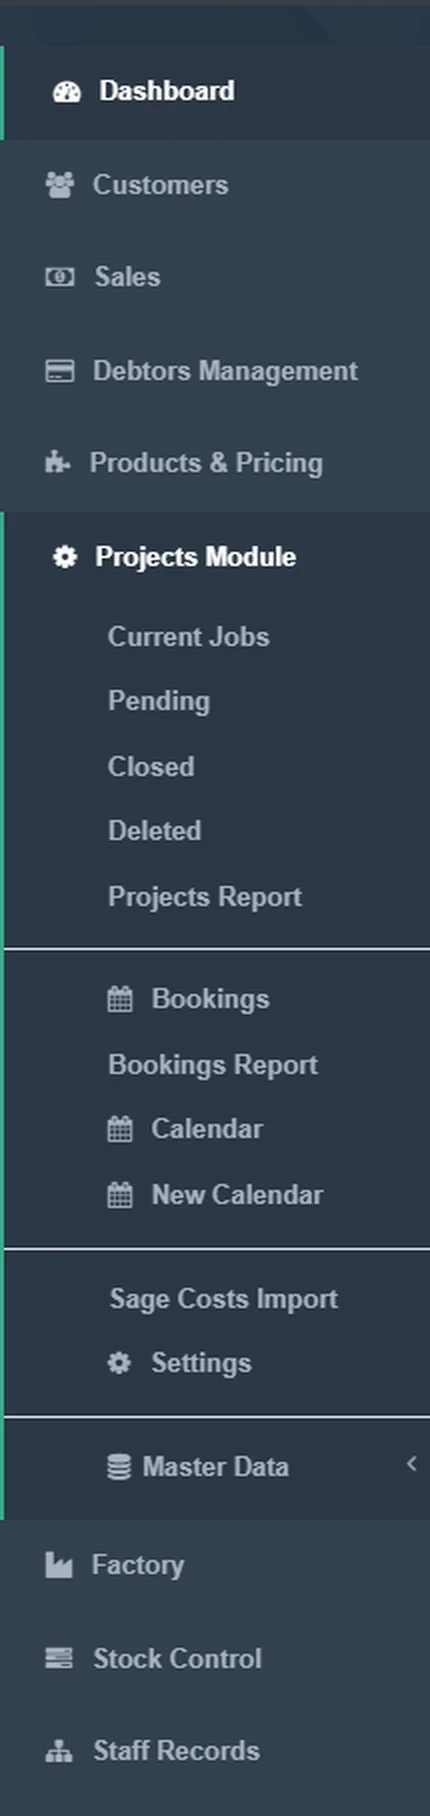 Dashboard
Customers
Sales
Debtors Management
Products & Pricing
Projects Module
Current Jobs
Pending
Closed
Deleted
Projects Report
Bookings
Bookings Report
Calendar
New Calendar
Sage Costs Import
Settings
Master Data
Factory
Stock Control
Staff Records